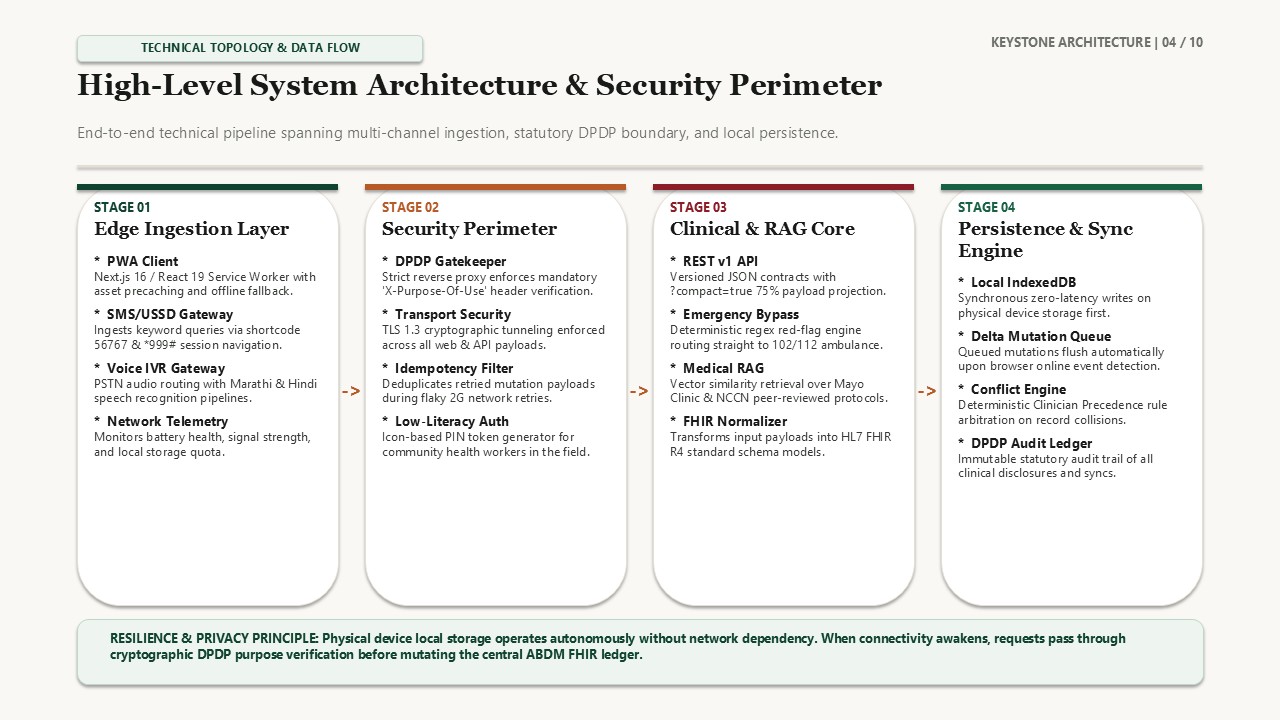 TECHNICAL TOPOLOGY & DATA FLOW
KEYSTONE ARCHITECTURE | 04 / 10
High-Level System Architecture & Security Perimeter
End-to-end technical pipeline spanning multi-channel ingestion, statutory DPDP boundary, and local persistence.
STAGE 01
Edge Ingestion Layer
* PWA Client
Next.js 16 / React 19 Service Worker with
asset precaching and offline fallback.
* SMS/USSD Gateway
Ingests keyword queries via shortcode
56767 & *999# session navigation.
* Voice IVR Gateway
PSTN audio routing with Marathi & Hindi
speech recognition pipelines.
* Network Telemetry
Monitors battery health, signal strength,
and local storage quota.
->
STAGE 02
Security Perimeter
* DPDP Gatekeeper
Strict reverse proxy enforces mandatory
'X-Purpose-Of-Use' header verification.
* Transport Security
TLS 1.3 cryptographic tunneling enforced
across all web & API payloads.
* Idempotency Filter
Deduplicates retried mutation payloads
during flaky 2G network retries.
* Low-Literacy Auth
Icon-based PIN token generator for
community health workers in the field.
->
STAGE 03
Clinical & RAG Core
* REST v1 API
Versioned JSON contracts with
?compact=true 75% payload projection.
* Emergency Bypass
Deterministic regex red-flag engine
routing straight to 102/112 ambulance.
* Medical RAG
Vector similarity retrieval over Mayo
Clinic & NCCN peer-reviewed protocols.
* FHIR Normalizer
Transforms input payloads into HL7 FHIR
R4 standard schema models.
->
STAGE 04
Persistence & Sync
Engine
* Local IndexedDB
Synchronous zero-latency writes on
physical device storage first.
* Delta Mutation Queue
Queued mutations flush automatically
upon browser online event detection.
* Conflict Engine
Deterministic Clinician Precedence rule
arbitration on record collisions.
* DPDP Audit Ledger
Immutable statutory audit trail of all
clinical disclosures and syncs.
RESILIENCE & PRIVACY PRINCIPLE: Physical device local storage operates autonomously without network dependency. When connectivity awakens, requests pass through
cryptographic DPDP purpose verification before mutating the central ABDM FHIR ledger.